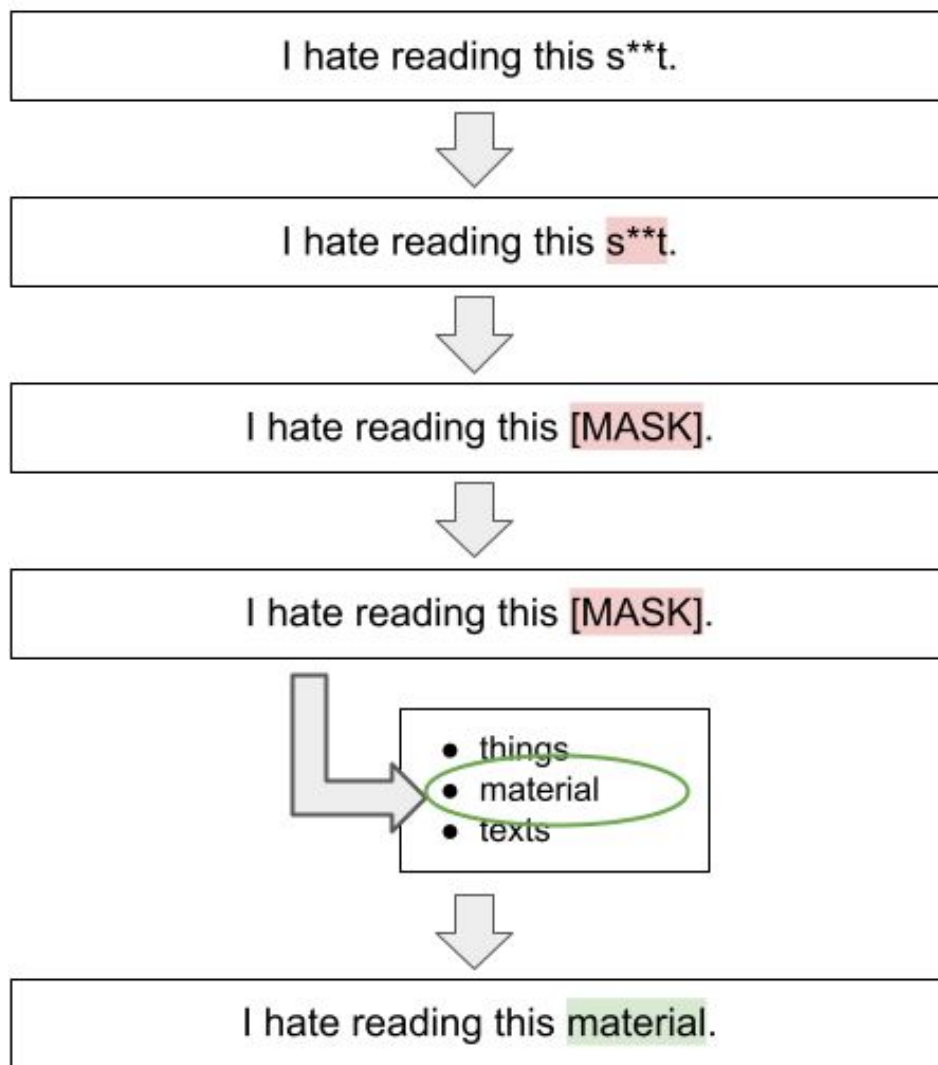 I hate reading this s**t.
I hate reading this s**t.
I hate reading this [MASK].
I hate reading this [MASK].
● things
● material
● texts
I hate reading this material.